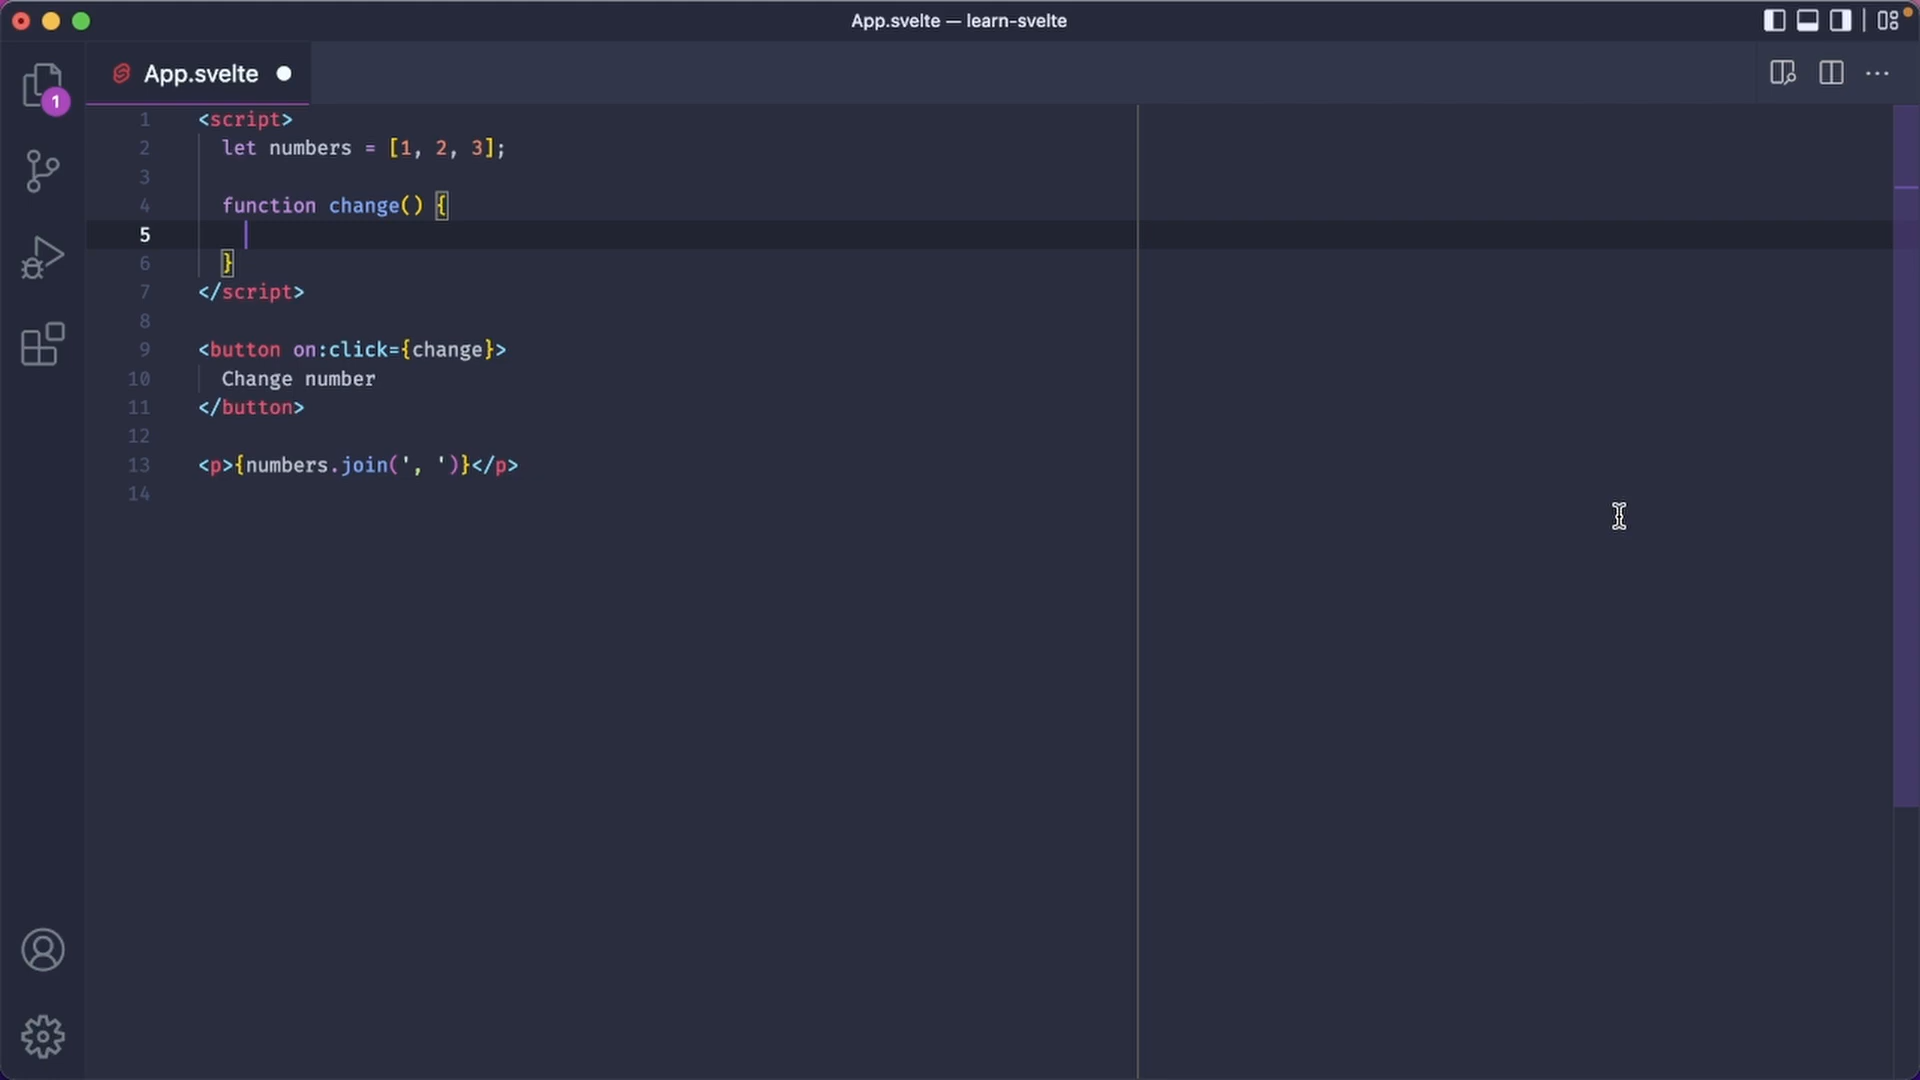 App.svelte — learn-svelte
App.svelte
1
1 <script>
2 let numbers = [1, 2, 3];
3
4 function change() {
5
6 }
7 </script>
8
9 <button on:click={change}>
10 Change number
11 </button>
12
13 <p>{numbers.join(', ')}</p>
14